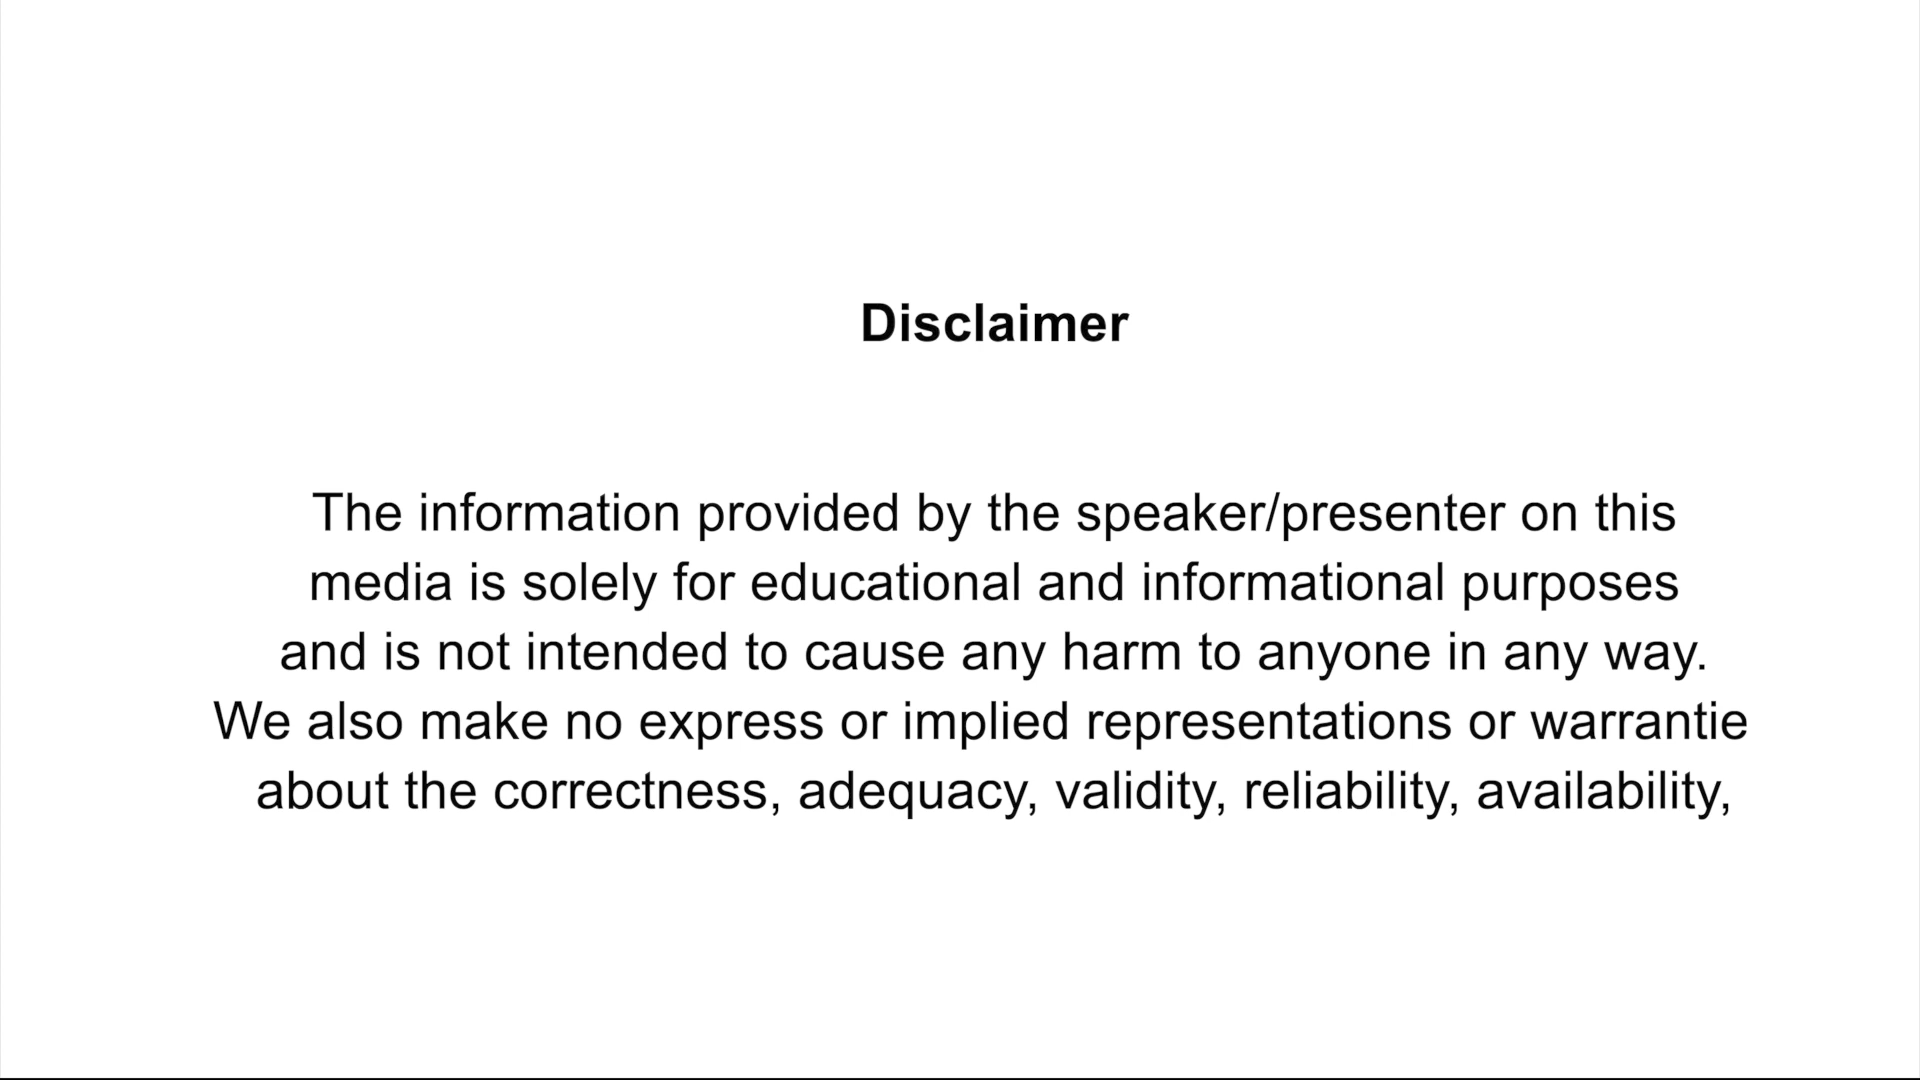 Disclaimer
The information provided by the speaker/presenter on this
media is solely for educational and informational purposes
and is not intended to cause any harm to anyone in any way.
We also make no express or implied representations or warrantie
about the correctness, adequacy, validity, reliability, availability,